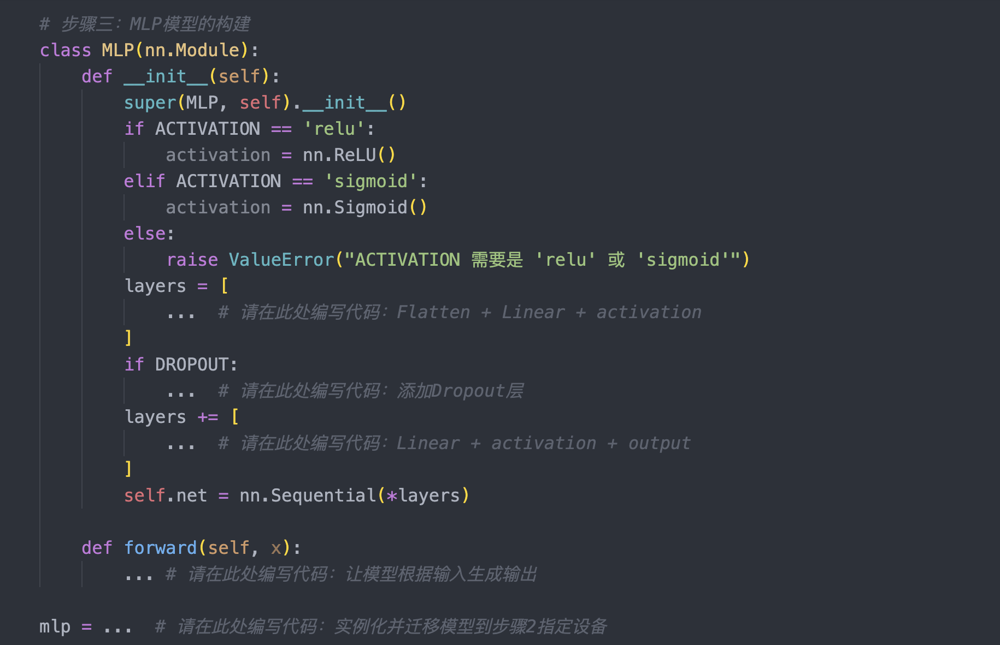 # 步骤三：MLP模型的构建
class MLP(nn.Module):
    def __init__(self):
        super(MLP, self).__init__()
        if ACTIVATION == 'relu':
            activation = nn.ReLU()
        elif ACTIVATION == 'sigmoid':
            activation = nn.Sigmoid()
        else:
            raise ValueError("ACTIVATION 需要是 'relu' 或 'sigmoid'")
        layers = [
            ...  # 请在此处编写代码：Flatten + Linear + activation
        ]
        if DROPOUT:
            ...  # 请在此处编写代码：添加Dropout层
        layers += [
            ...  # 请在此处编写代码：Linear + activation + output
        ]
        self.net = nn.Sequential(*layers)

    def forward(self, x):
        ... # 请在此处编写代码：让模型根据输入生成输出

mlp = ...  # 请在此处编写代码：实例化并迁移模型到步骤2指定设备